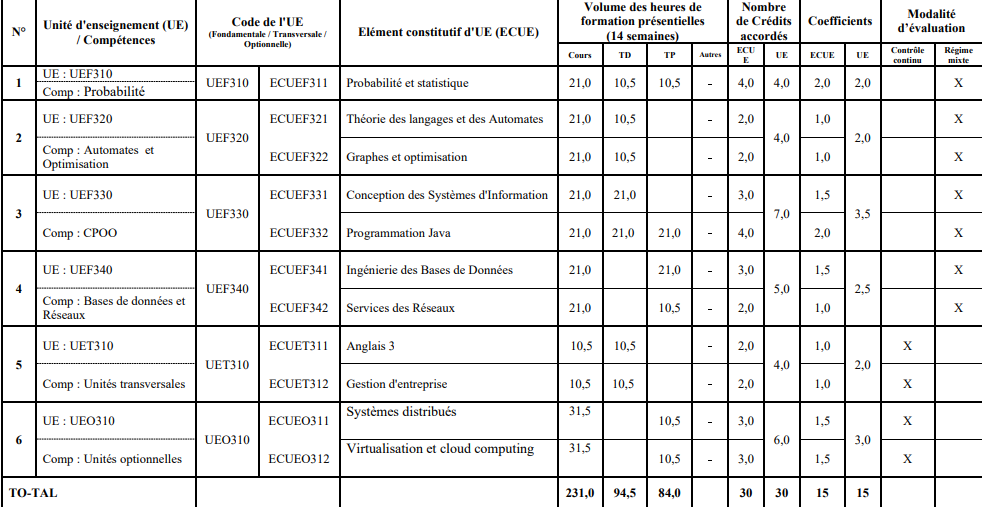 N° Unité d'enseignement (UE) / Compétences Code de l'UE (Fondamentale / Transversale / Optionnelle) Elément constitutif d'UE (ECUE) Volume des heures de formation présentielles (14 semaines) Nombre de Crédits accordés Coefficients Modalité d'évaluation
Cours TD TP Autres ECUE UE ECUE UE Contrôle continu Régime mixte
1 UE : UEF310 UEF310 ECUEF311 Probabilité et statistique 21,0 10,5 10,5 - 4,0 4,0 2,0 2,0 X
Comp : Probabilité
2 UE : UEF320 UEF320 ECUEF321 Théorie des langages et des Automates 21,0 10,5 - 2,0 4,0 1,0 2,0 X
Comp : Automates et Optimisation ECUEF322 Graphes et optimisation 21,0 10,5 - 2,0 1,0 X
3 UE : UEF330 UEF330 ECUEF331 Conception des Systèmes d'Information 21,0 21,0 - 3,0 7,0 1,5 3,5 X
Comp : CPOO ECUEF332 Programmation Java 21,0 21,0 21,0 - 4,0 2,0 X
4 UE : UEF340 UEF340 ECUEF341 Ingénierie des Bases de Données 21,0 21,0 - 3,0 5,0 1,5 2,5 X
Comp : Bases de données et Réseaux ECUEF342 Services des Réseaux 21,0 10,5 - 2,0 1,0 X
5 UE : UET310 UET310 ECUET311 Anglais 3 10,5 10,5 - 2,0 4,0 1,0 2,0 X
Comp : Unités transversales ECUET312 Gestion d'entreprise 10,5 10,5 - 2,0 1,0 X
6 UE : UEO310 UEO310 ECUEO311 Systèmes distribués 31,5 10,5 - 3,0 6,0 1,5 3,0 X
Comp : Unités optionnelles ECUEO312 Virtualisation et cloud computing 31,5 10,5 - 3,0 1,5 X
TO-TAL 231,0 94,5 84,0 30 30 15 15